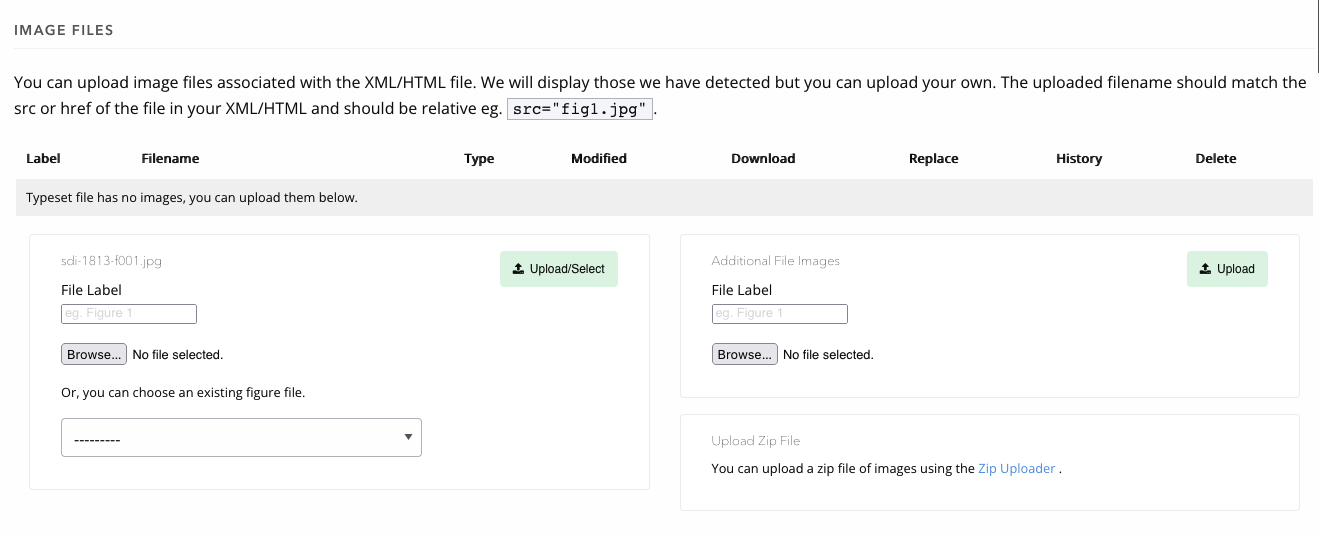 IMAGE FILES
You can upload image files associated with the XML/HTML file. We will display those we have detected but you can upload your own. The uploaded filename should match the
src or href of the file in your XML/HTML and should be relative eg. src="fig1.jpg".
Label Filename Type Modified Download Replace History Delete
Typeset file has no images, you can upload them below.
sdi-1813-f001.jpg
Upload/Select
File Label
eg. Figure 1
Browse... No file selected.
Or, you can choose an existing figure file.
---------
Additional File Images
Upload
File Label
eg. Figure 1
Browse... No file selected.
Upload Zip File
You can upload a zip file of images using the Zip Uploader .